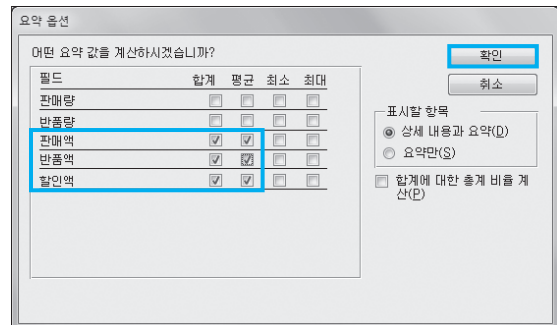 요약 옵션
어떤 요약 값을 계산하시겠습니까?
필드 합계 평균 최소 최대
판매량
반품량
판매액
반품액
할인액
확인
취소
표시할 항목
상세 내용과 요약(D)
요약만(S)
합계에 대한 총계 비율 계
산(P)